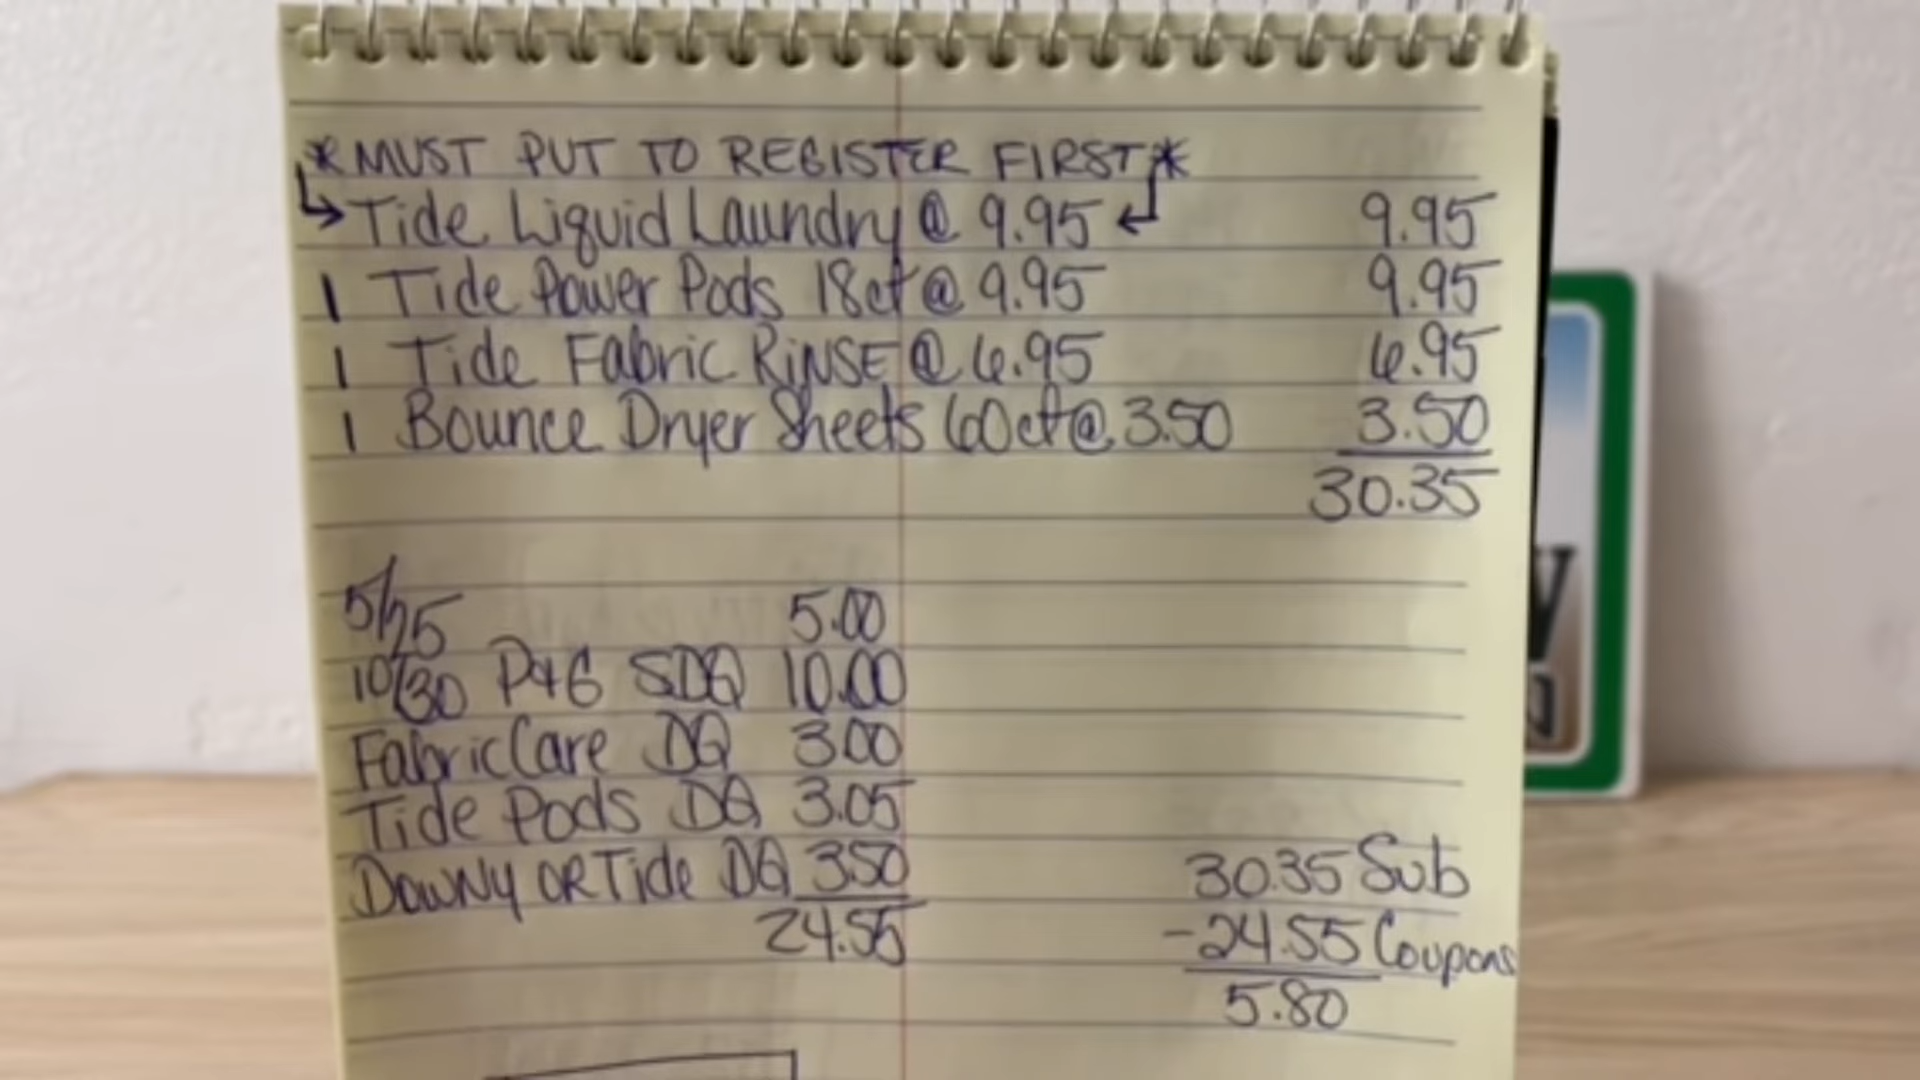 *MUST PUT TO REGISTER FIRST*
→Tide Liquid Laundry @ 9.95 ← 9.95
1 Tide Power Pods 18ct @ 9.95 9.95
1 Tide Fabric RiNSE @ 6.95 6.95
1 Bounce Dryer Sheets 60ct @ 3.50 3.50
30.35
5/25 5.00
10/30 P&G SDQ 10.00
Fabric Care DQ 3.00
Tide Pods DQ 3.05
Downy OR Tide DQ 3.50
24.55
30.35 Sub
-24.55 Coupons
5.80